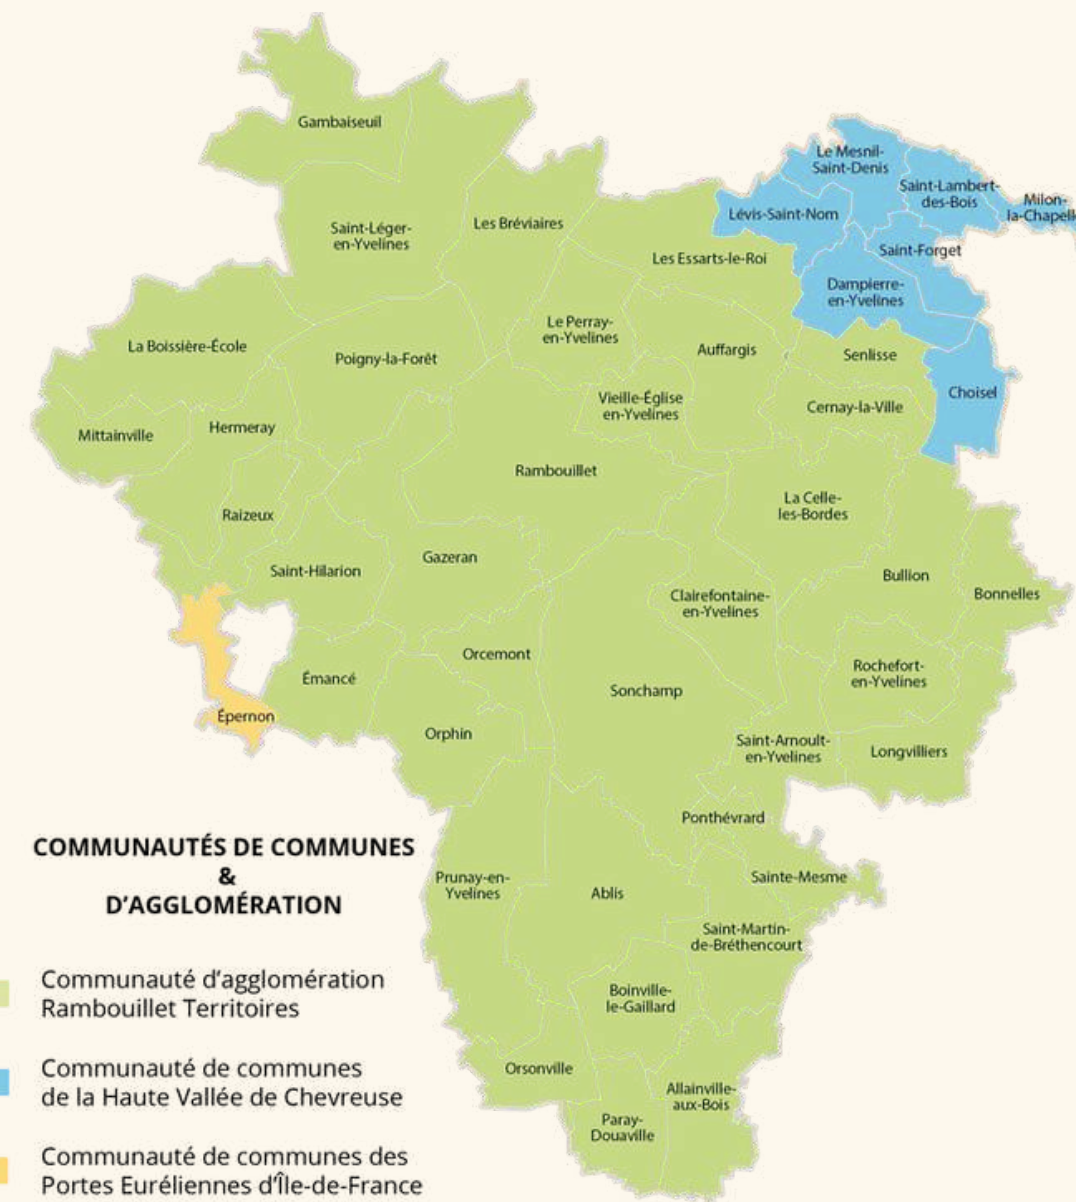 Gambaiseuil
Le Mesnil-
Saint-Denis
Saint-Lambert-
des-Bois
Milon-
la-Chapelle
Lévis-Saint-Nom
Les Bréviaires
Saint-Léger-
en-Yvelines
Saint-Forget
Les Essarts-le-Roi
Dampierre-
en-Yvelines
Le Perray-
en-Yvelines
La Boissière-École
Poigny-la-Forêt
Auffargis
Senlisse
Choisel
Vieille-Église
en-Yvelines
Cernay-la-Ville
Mittainville
Hermeray
Rambouillet
La Celle-
les-Bordes
Raizeux
Gazeran
Saint-Hilarion
Bullion
Bonnelles
Clairefontaine-
en-Yvelines
Orcemont
Émancé
Sonchamp
Rochefort-
en-Yvelines
Épernon
Orphin
Saint-Arnoult-
en-Yvelines
Longvilliers
Ponthévrard
Prunay-en-
Yvelines
Ablis
Sainte-Mesme
Saint-Martin-
de-Bréthencourt
Boinville-
le-Gaillard
Orsonville
Allainville-
aux-Bois
Paray-
Douaville
COMMUNAUTÉS DE COMMUNES
&
D'AGGLOMÉRATION
Communauté d'agglomération
Rambouillet Territoires
Communauté de communes
de la Haute Vallée de Chevreuse
Communauté de communes des
Portes Euréliennes d'Île-de-France